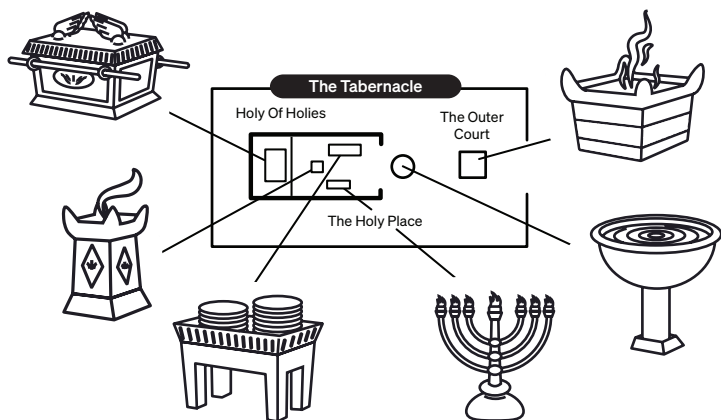 The Tabernacle
Holy Of Holies
The Outer
Court
The Holy Place